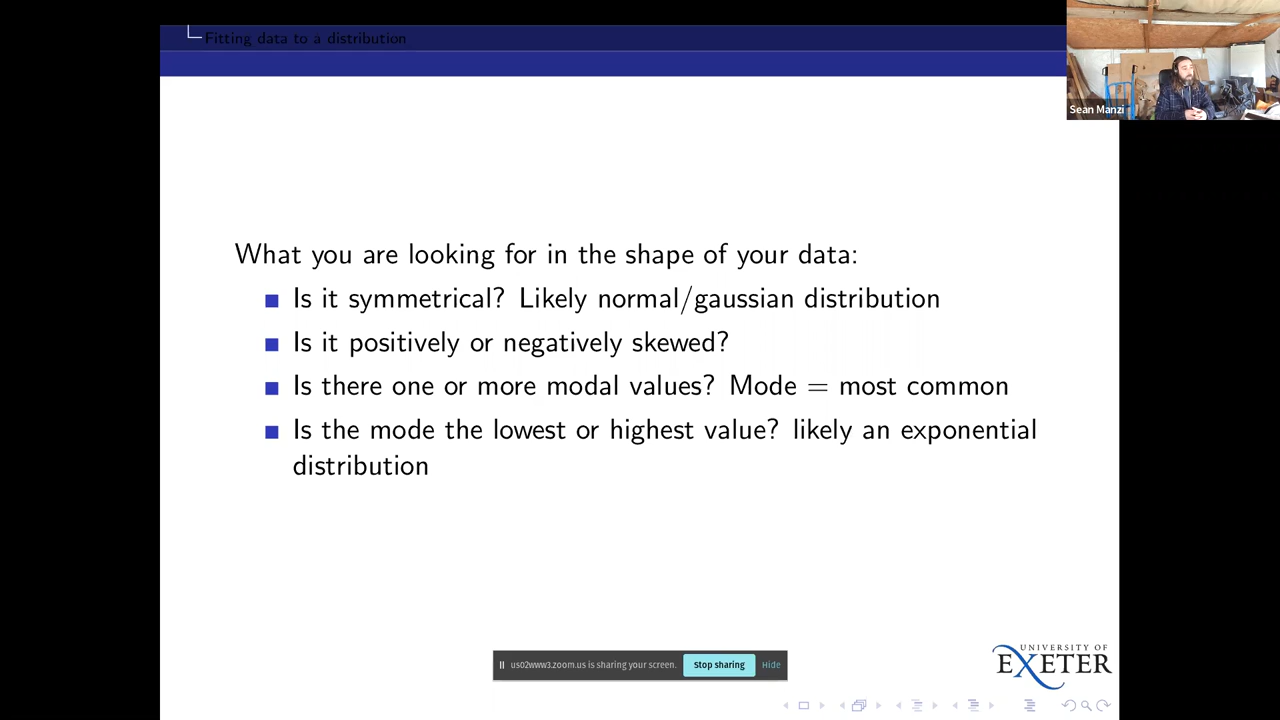 Fitting data to a distribution
Sean Manzi
What you are looking for in the shape of your data:
Is it symmetrical? Likely normal/gaussian distribution
Is it positively or negatively skewed?
Is there one or more modal values? Mode = most common
Is the mode the lowest or highest value? likely an exponential
distribution
us02www3.zoom.us is sharing your screen.
Stop sharing
Hide
UNIVERSITY OF
EXETER